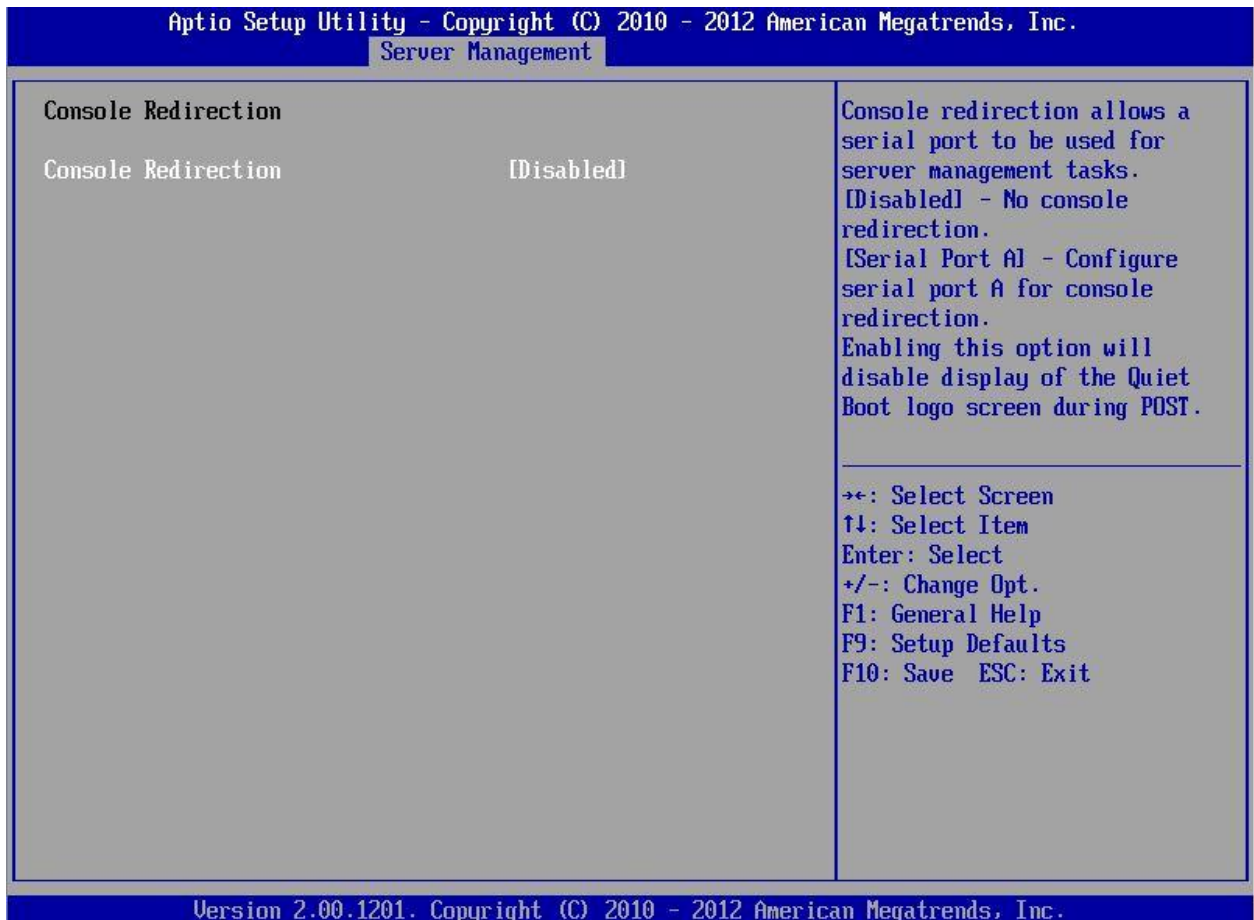 Aptio Setup Utility - Copyright (C) 2010 - 2012 American Megatrends, Inc.
Server Management
Console Redirection
Console Redirection [Disabled]
Console redirection allows a
serial port to be used for
server management tasks.
[Disabled] - No console
redirection.
[Serial Port A] - Configure
serial port A for console
redirection.
Enabling this option will
disable display of the Quiet
Boot logo screen during POST.
→←: Select Screen
↑↓: Select Item
Enter: Select
+/-: Change Opt.
F1: General Help
F9: Setup Defaults
F10: Save ESC: Exit
Version 2.00.1201. Copyright (C) 2010 - 2012 American Megatrends, Inc.